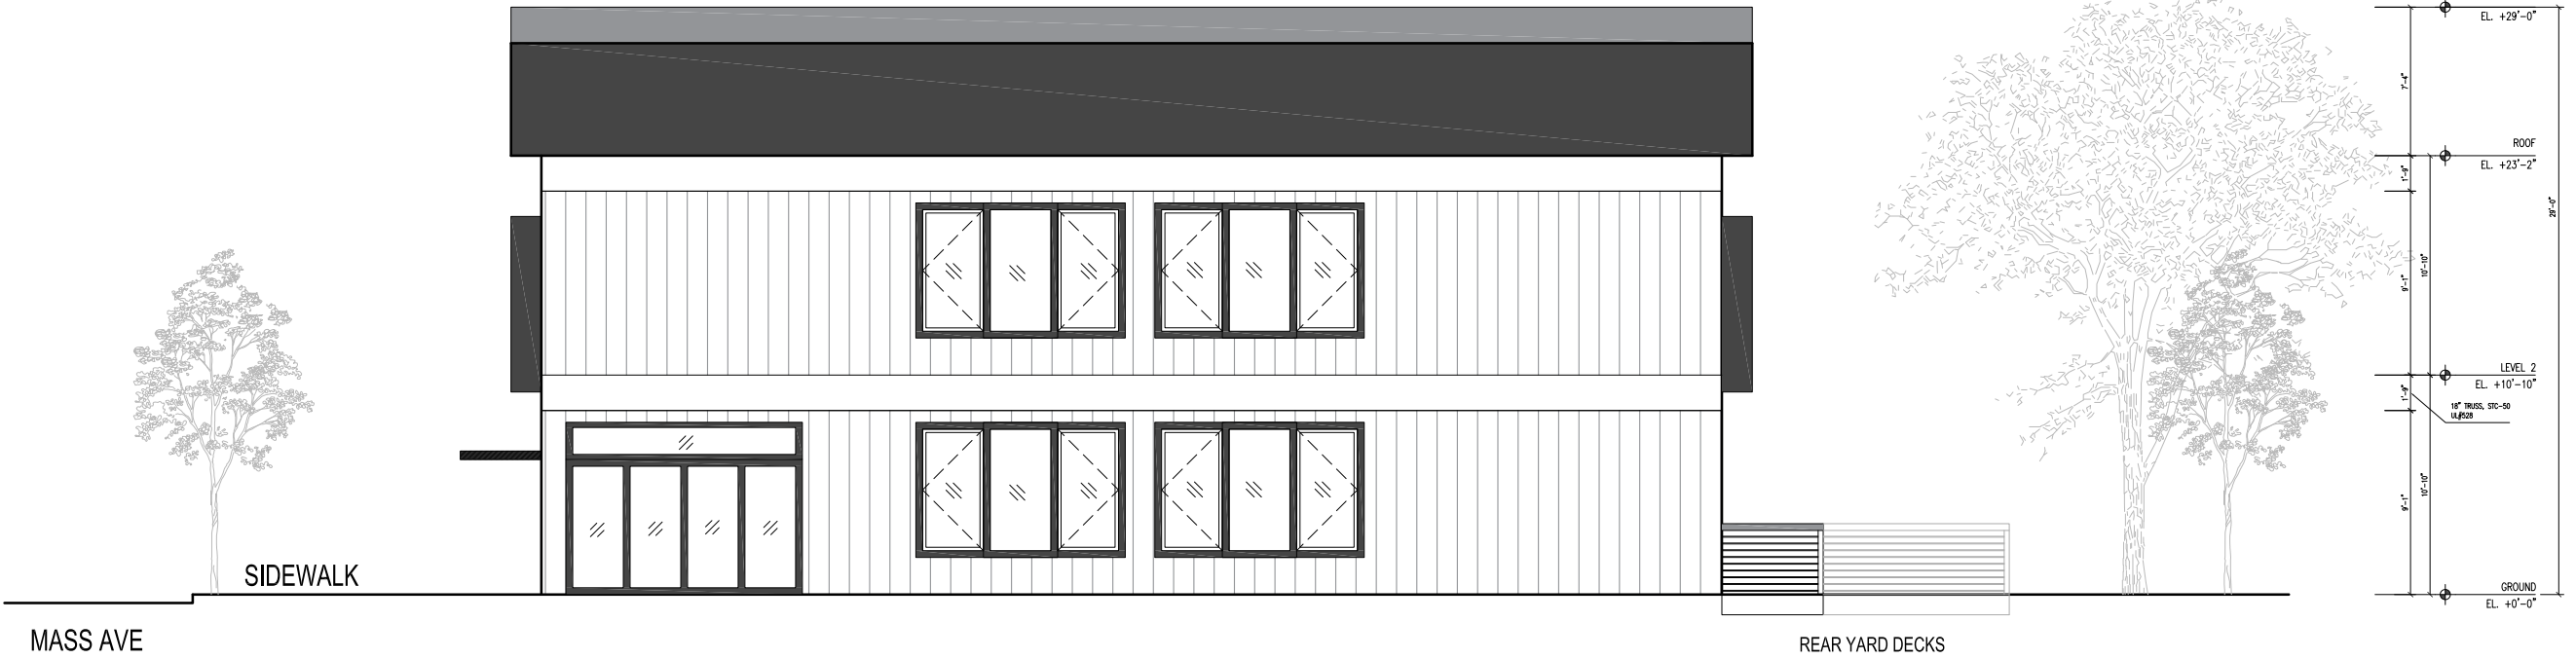 EL. +29'-0"
7'-4"
29'-0"
ROOF
EL. +23'-2"
1'-9"
9'-1"
10'-10"
LEVEL 2
EL. +10'-10"
1'-9"
18" TRUSS, STC-50
UL#528
9'-1"
10'-10"
SIDEWALK
GROUND
EL. +0'-0"
MASS AVE
REAR YARD DECKS